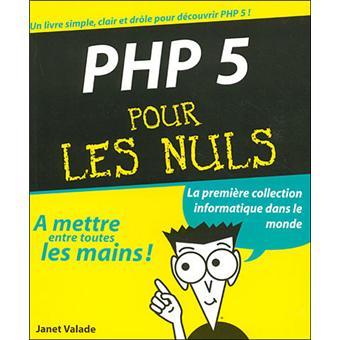 Un livre simple, clair et drôle pour découvrir PHP 5 !
PHP 5
POUR
LES NULS
La première collection
informatique dans le
monde
A mettre
entre toutes
les mains !
Janet Valade